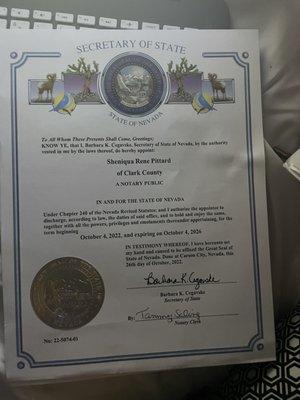 SECRETARY OF STATE
STATE OF NEVADA
To All Whom These Presents Shall Come, Greetings:
KNOW YE, that I, Barbara K. Cegavske, Secretary of State of Nevada, by the authority
vested in me by the laws thereof, do hereby appoint:
Sheniqua Rene Pittard
of Clark County
A NOTARY PUBLIC
IN AND FOR THE STATE OF NEVADA
Under Chapter 240 of the Nevada Revised Statutes: and I authorize the appointee to
discharge, according to law, the duties of said office, and to hold and enjoy the same,
together with all the powers, privileges and emoluments thereunder appertaining, for the
term beginning
October 4, 2022, and expiring on October 4, 2026
IN TESTIMONY WHEREOF, I have hereunto set
my hand and caused to be affixed the Great Seal of
State of Nevada. Done at Carson City, Nevada, this
26th day of October, 2022.
Barbara K. Cegavske
Barbara K. Cegavske
Secretary of State
By:
Notary Clerk
No: 22-5074-01